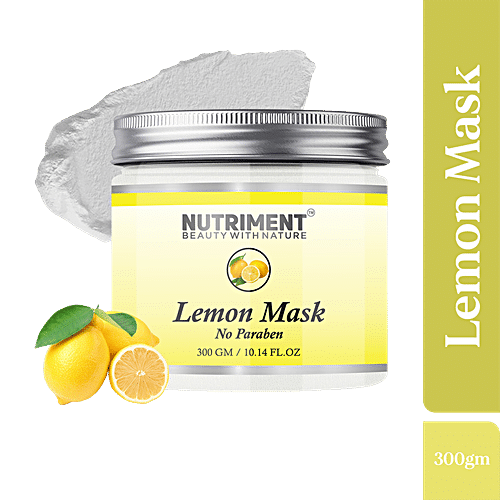 NUTRIMENT™
BEAUTY WITH NATURE
Lemon Mask
No Paraben
300 GM / 10.14 FL.OZ
Lemon Mask
300gm